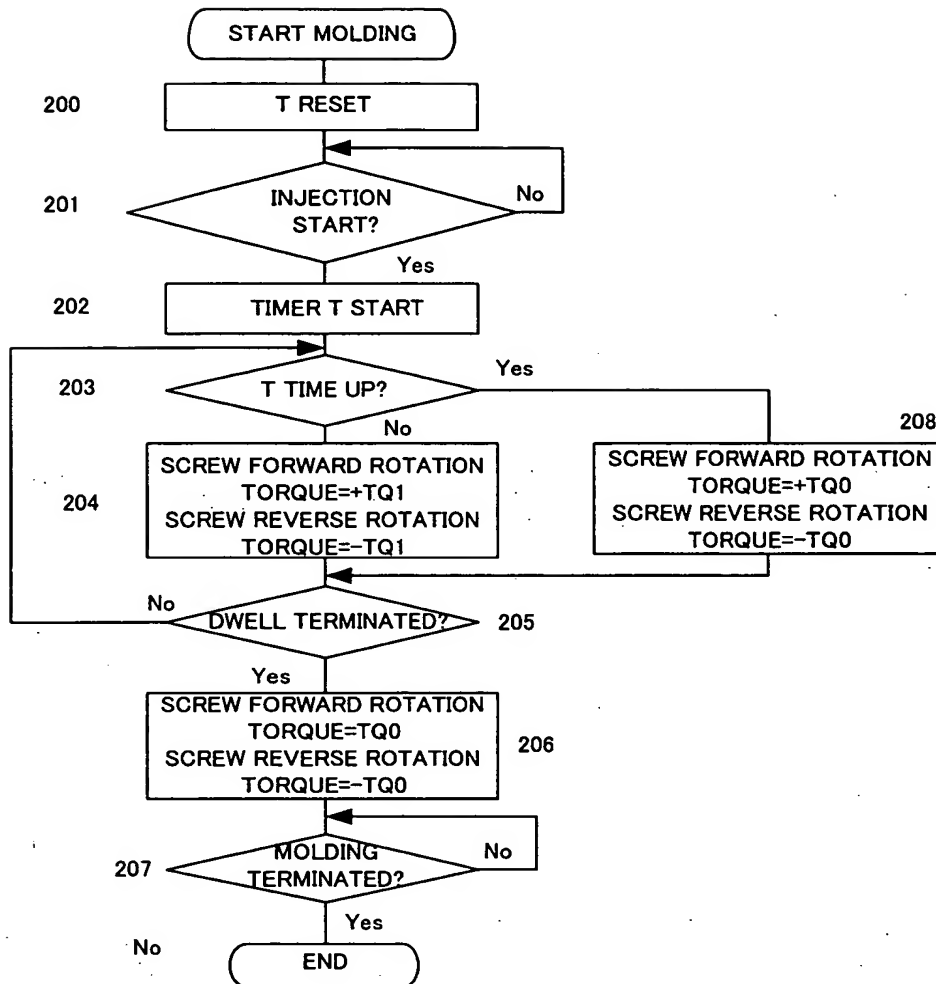 START MOLDING
200
T RESET
201
INJECTION
START?
No
Yes
202
TIMER T START
203
T TIME UP?
Yes
No
208
204
SCREW FORWARD ROTATION
TORQUE=+TQ1
SCREW REVERSE ROTATION
TORQUE=-TQ1
SCREW FORWARD ROTATION
TORQUE=+TQ0
SCREW REVERSE ROTATION
TORQUE=-TQ0
No
DWELL TERMINATED?
205
Yes
SCREW FORWARD ROTATION
TORQUE=TQ0
SCREW REVERSE ROTATION
TORQUE=-TQ0
206
207
MOLDING
TERMINATED?
No
Yes
No
END